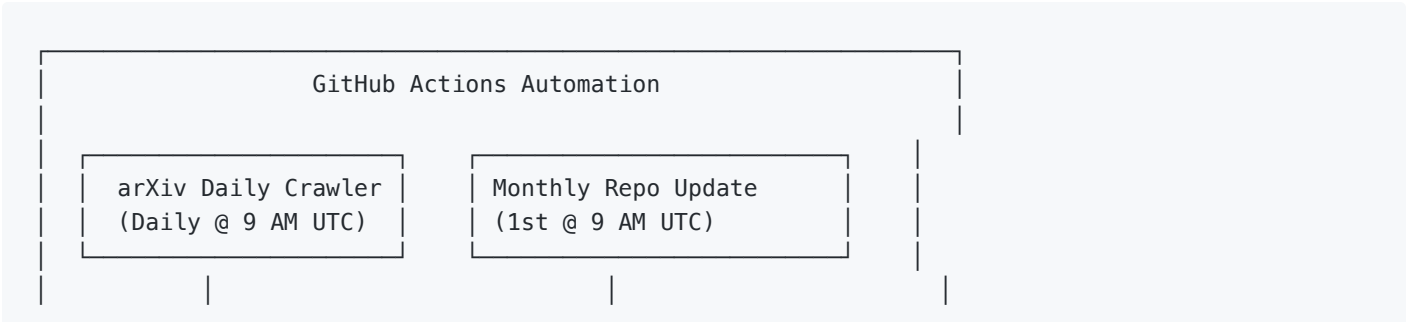 GitHub Actions Automation
arXiv Daily Crawler Monthly Repo Update
(Daily @ 9 AM UTC) (1st @ 9 AM UTC)